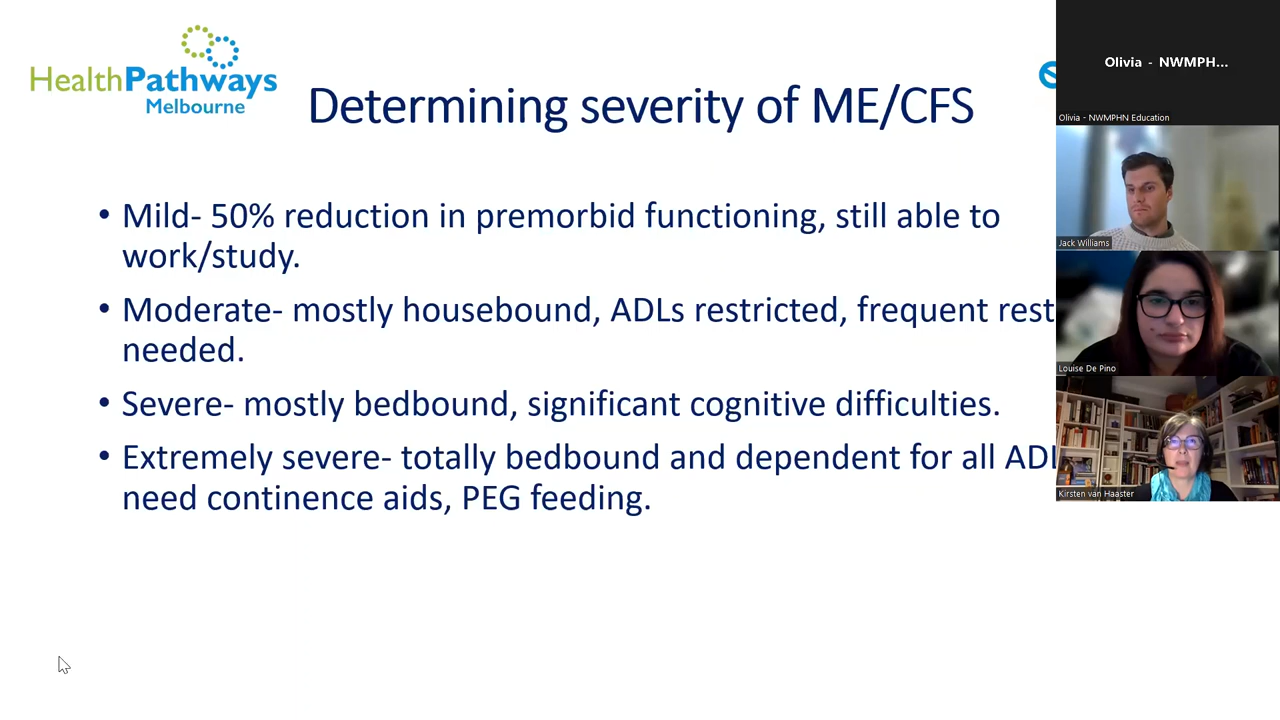 HealthPathways
Melbourne
Determining severity of ME/CFS
• Mild- 50% reduction in premorbid functioning, still able to
work/study.
• Moderate- mostly housebound, ADLs restricted, frequent rest
needed.
• Severe- mostly bedbound, significant cognitive difficulties.
• Extremely severe- totally bedbound and dependent for all
need continence aids, PEG feeding.
Olivia - NWMPH...
Olivia - NWMPHN Education
Jack Williams
Louise De Pino
Kirsten van Haaster